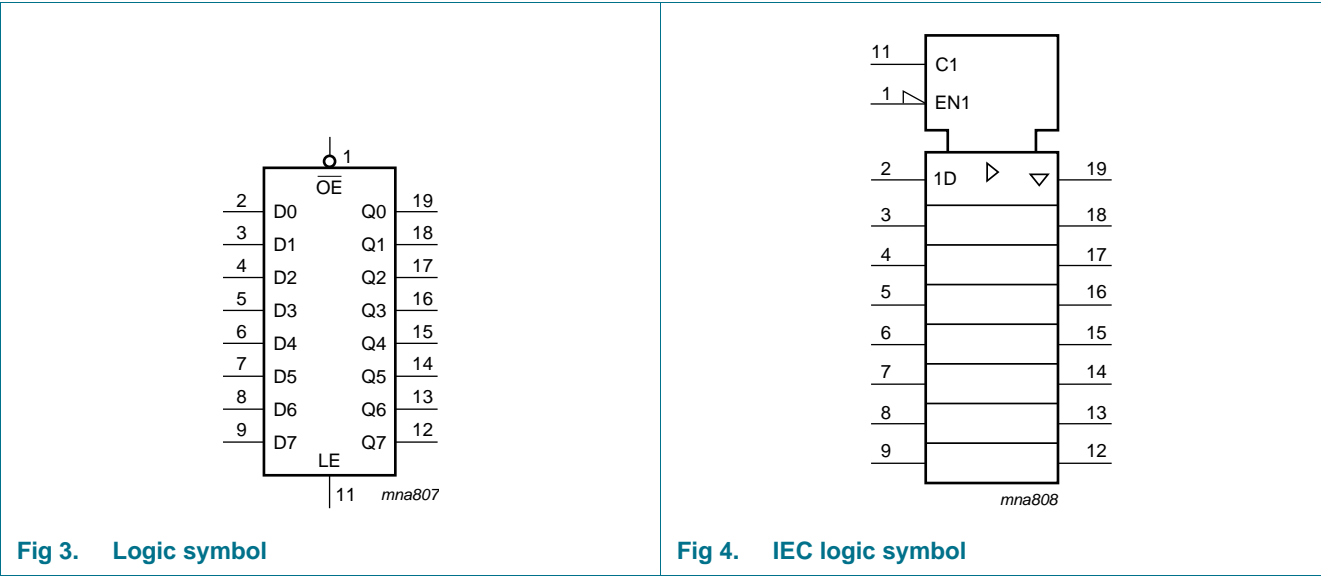 1
OE
2 D0 Q0 19
3 D1 Q1 18
4 D2 Q2 17
5 D3 Q3 16
6 D4 Q4 15
7 D5 Q5 14
8 D6 Q6 13
9 D7 Q7 12
LE
11 mna807
Fig 3. Logic symbol
11 C1
1 EN1
2 1D 19
3 18
4 17
5 16
6 15
7 14
8 13
9 12
mna808
Fig 4. IEC logic symbol